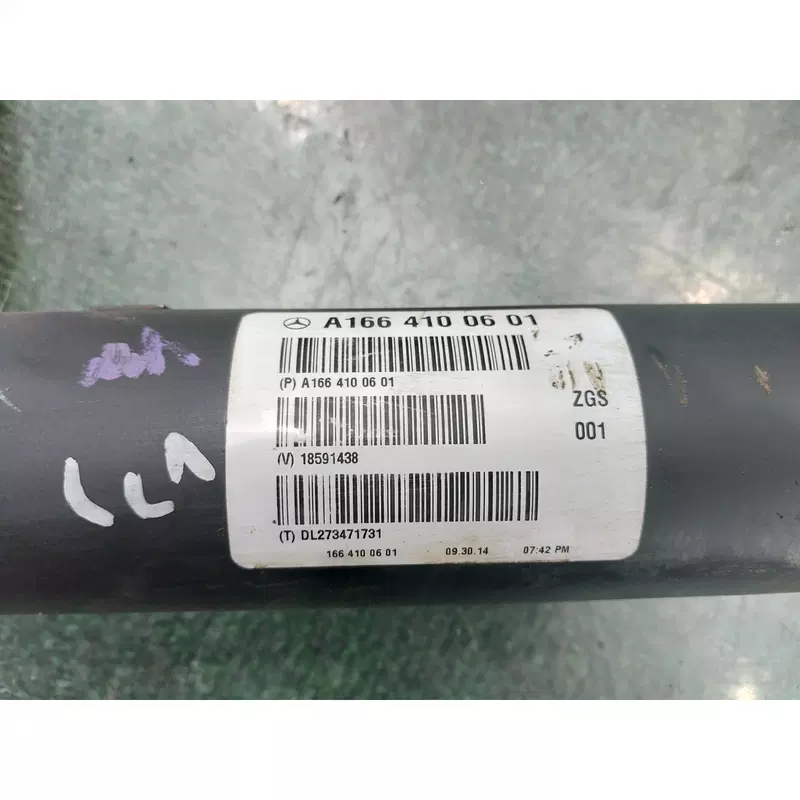 A166 410 06 01
(P) A166 410 06 01
ZGS
001
(V) 18591438
(T) DL273471731
166 410 06 01 09.30.14 07:42 PM